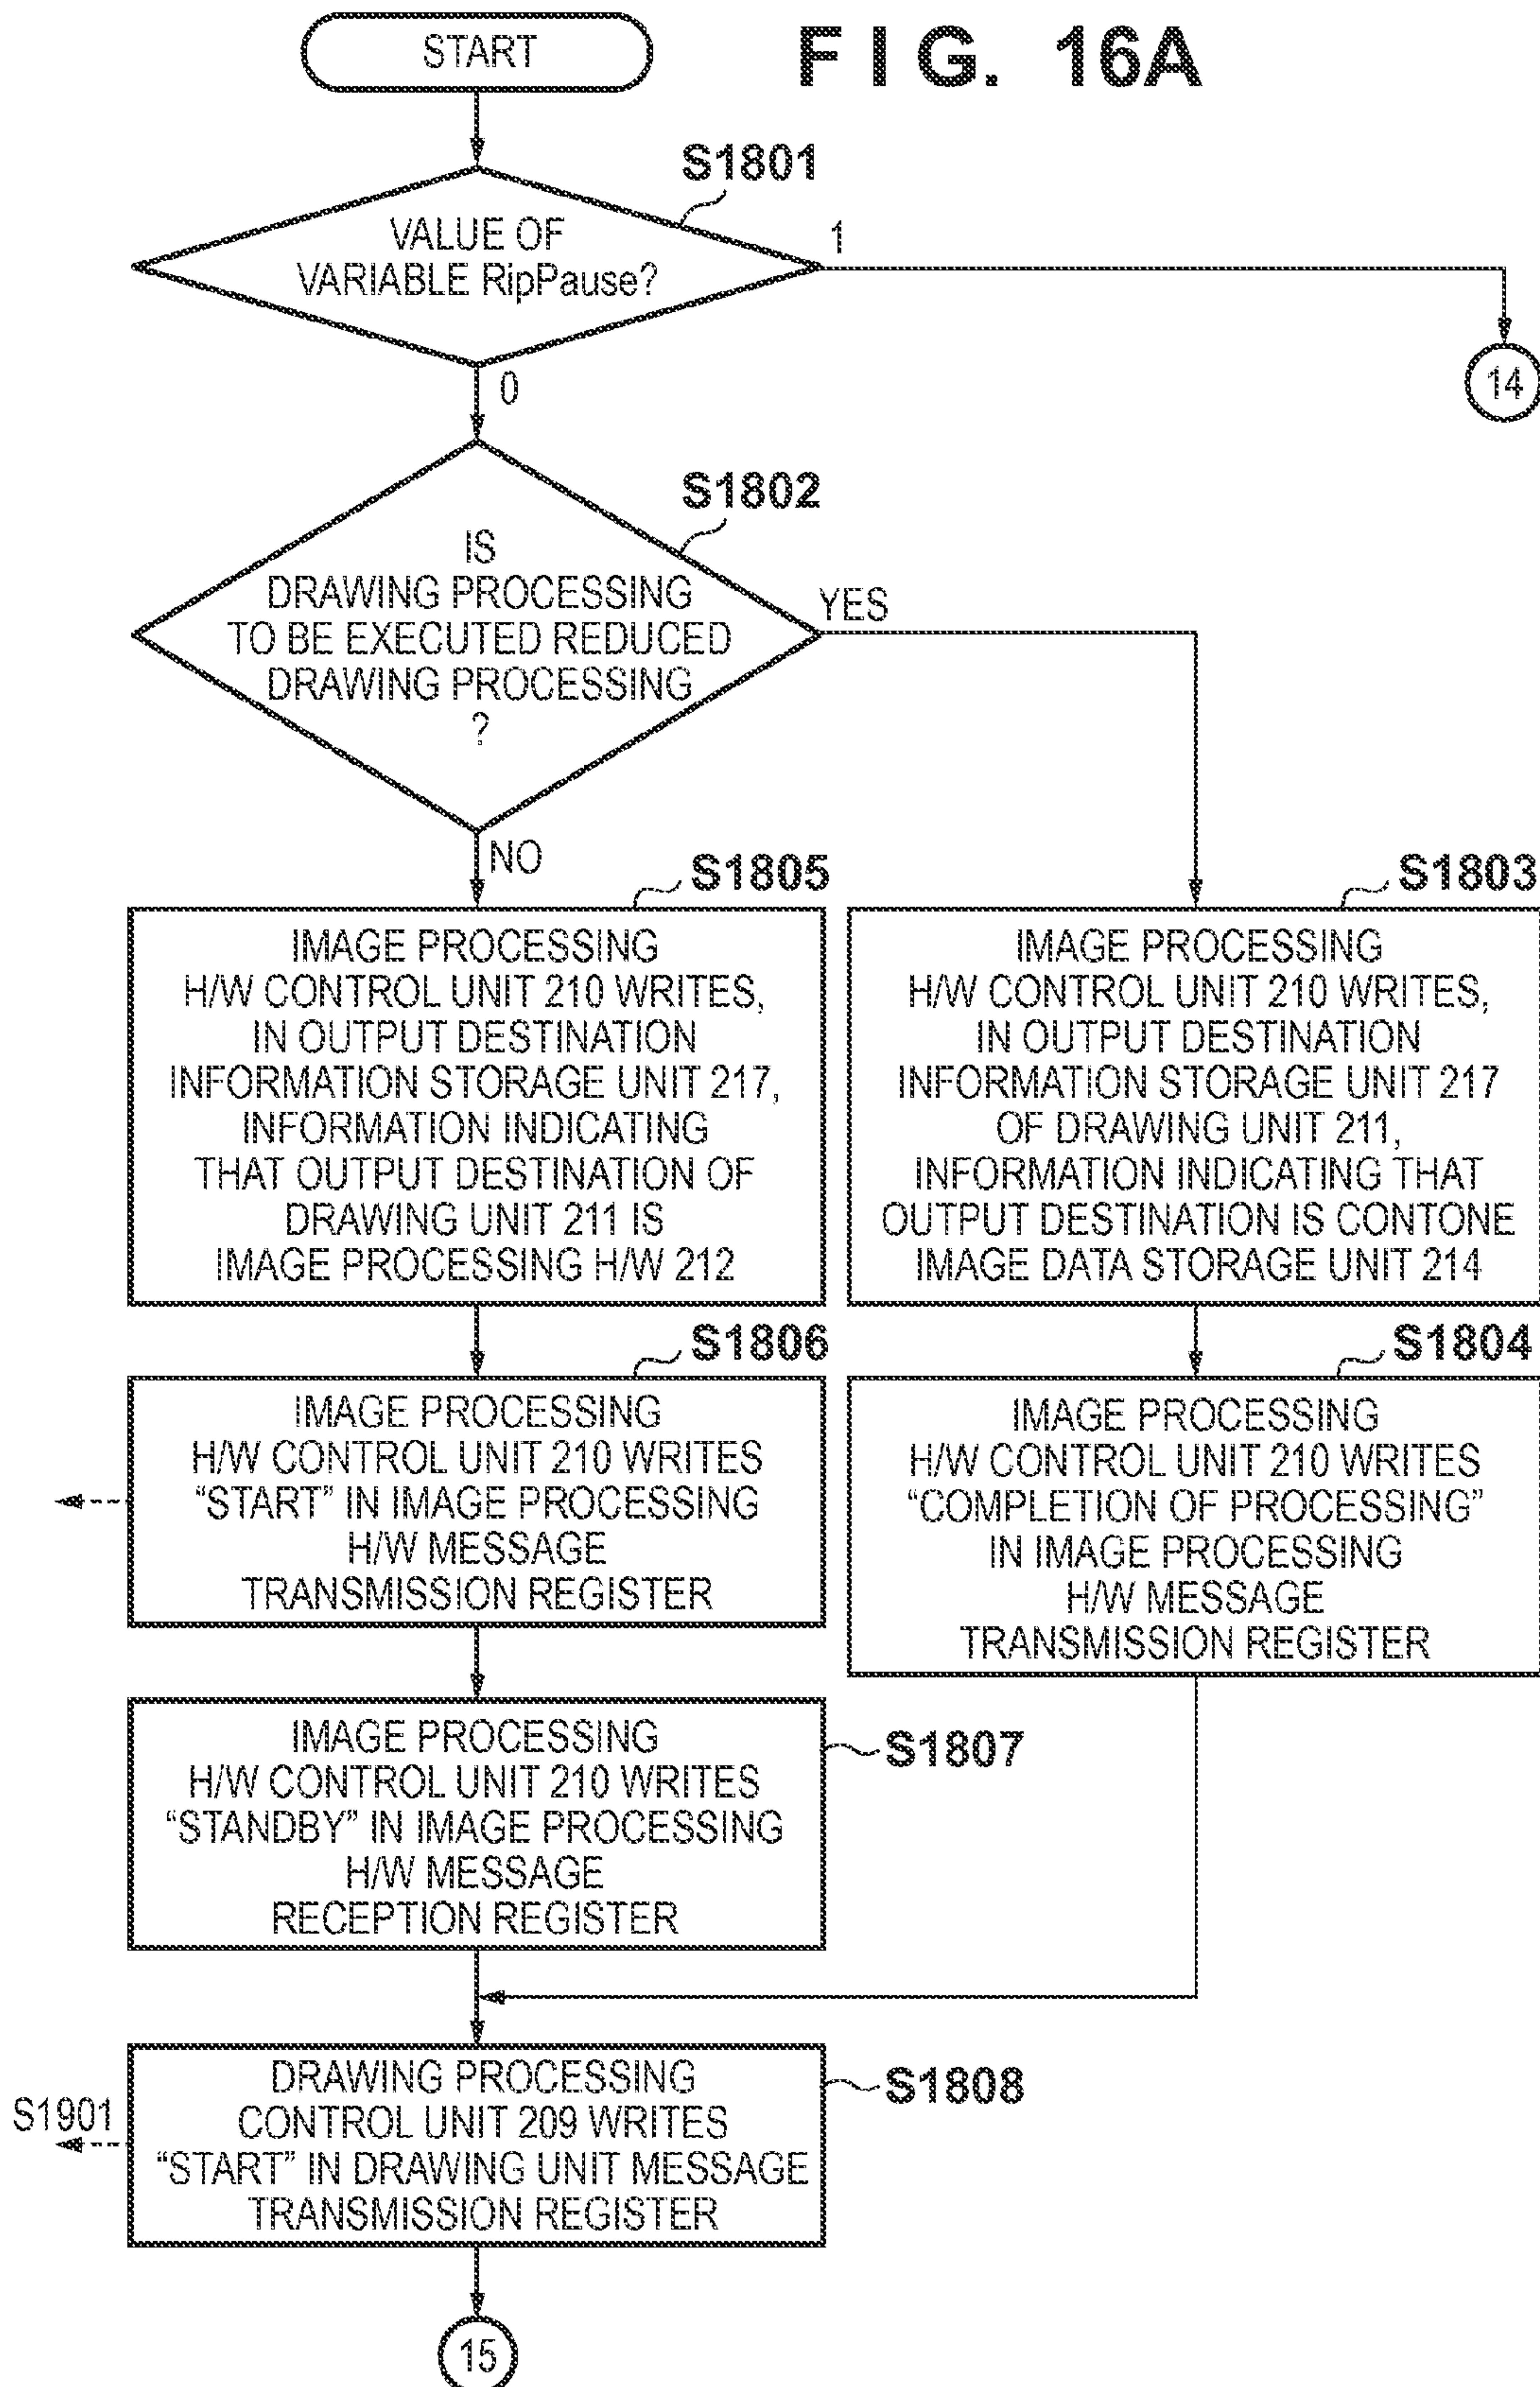 START
F I G. 16A
S1801
VALUE OF
VARIABLE RipPause?
1
14
0
S1802
IS
DRAWING PROCESSING
TO BE EXECUTED REDUCED
DRAWING PROCESSING
?
YES
NO
S1805
IMAGE PROCESSING
H/W CONTROL UNIT 210 WRITES,
IN OUTPUT DESTINATION
INFORMATION STORAGE UNIT 217,
INFORMATION INDICATING
THAT OUTPUT DESTINATION OF
DRAWING UNIT 211 IS
IMAGE PROCESSING H/W 212
S1803
IMAGE PROCESSING
H/W CONTROL UNIT 210 WRITES,
IN OUTPUT DESTINATION
INFORMATION STORAGE UNIT 217
OF DRAWING UNIT 211,
INFORMATION INDICATING THAT
OUTPUT DESTINATION IS CONTONE
IMAGE DATA STORAGE UNIT 214
S1806
IMAGE PROCESSING
H/W CONTROL UNIT 210 WRITES
“START” IN IMAGE PROCESSING
H/W MESSAGE
TRANSMISSION REGISTER
S1804
IMAGE PROCESSING
H/W CONTROL UNIT 210 WRITES
“COMPLETION OF PROCESSING”
IN IMAGE PROCESSING
H/W MESSAGE
TRANSMISSION REGISTER
IMAGE PROCESSING
H/W CONTROL UNIT 210 WRITES
“STANDBY” IN IMAGE PROCESSING
H/W MESSAGE
RECEPTION REGISTER
S1807
DRAWING PROCESSING
CONTROL UNIT 209 WRITES
“START” IN DRAWING UNIT MESSAGE
TRANSMISSION REGISTER
S1808
S1901
15